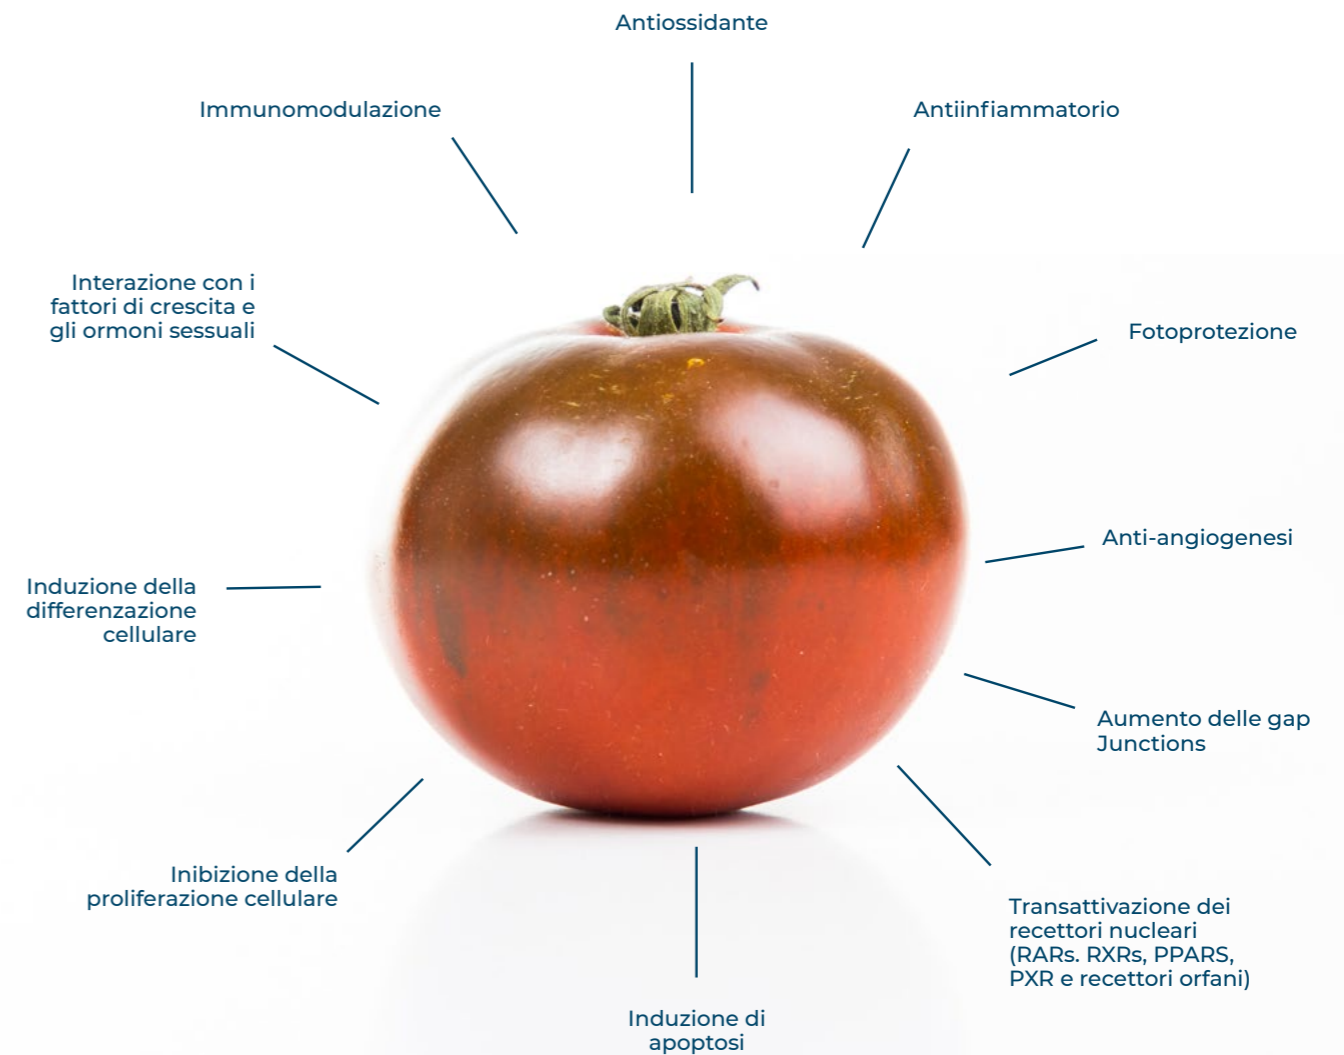 Antiossidante
Immunomodulazione
Antiinfiammatorio
Interazione con i
fattori di crescita e
gli ormoni sessuali
Fotoprotezione
Anti-angiogenesi
Induzione della
differenzazione
cellulare
Aumento delle gap
Junctions
Inibizione della
proliferazione cellulare
Transattivazione dei
recettori nucleari
(RARs. RXRs, PPARS,
PXR e recettori orfani)
Induzione di
apoptosi